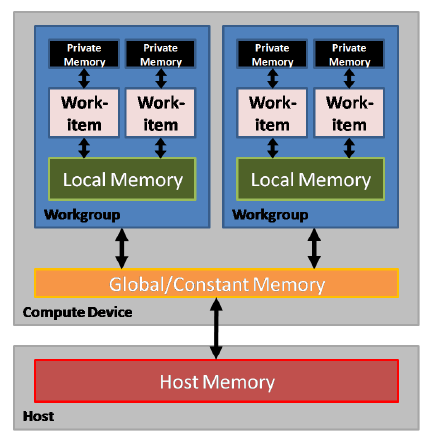 Private
Memory
Private
Memory
Work-
item
Work-
item
Local Memory
Workgroup
Private
Memory
Private
Memory
Work-
item
Work-
item
Local Memory
Workgroup
Global/Constant Memory
Compute Device
Host Memory
Host